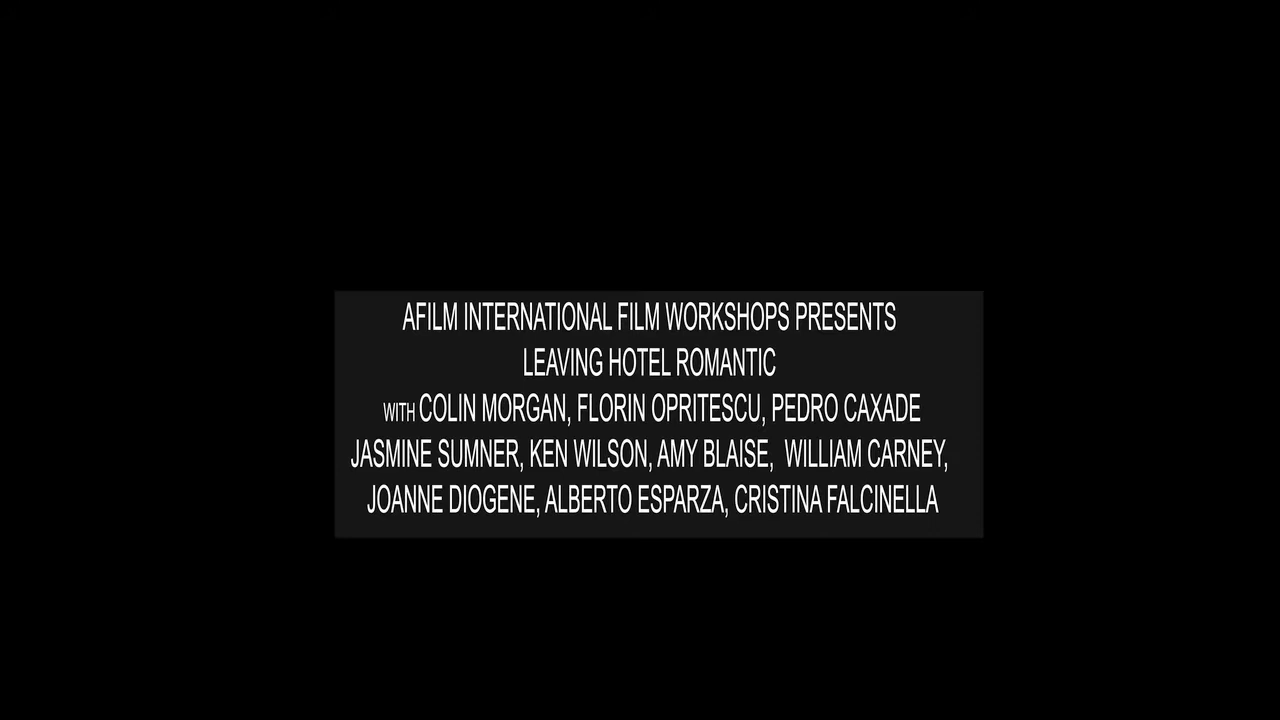 AFILM INTERNATIONAL FILM WORKSHOPS PRESENTS
LEAVING HOTEL ROMANTIC
WITH COLIN MORGAN, FLORIN OPRITESCU, PEDRO CAXADE
JASMINE SUMNER, KEN WILSON, AMY BLAISE,  WILLIAM CARNEY,
JOANNE DIOGENE, ALBERTO ESPARZA, CRISTINA FALCINELLA